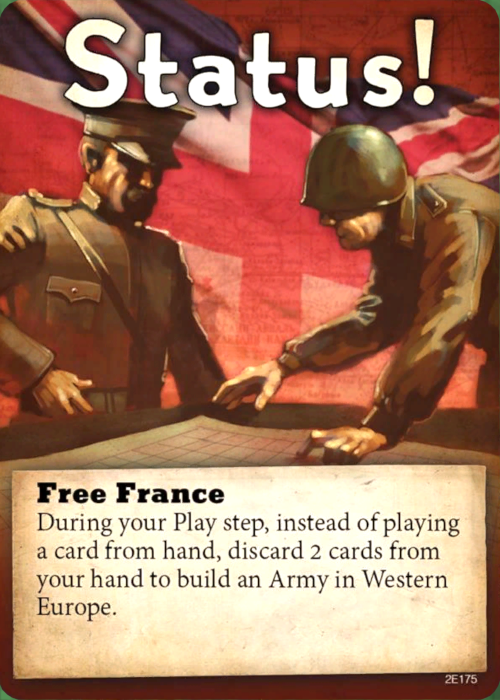 Status!
Free France
During your Play step, instead of playing
a card from hand, discard 2 cards from
your hand to build an Army in Western
Europe.
2E175